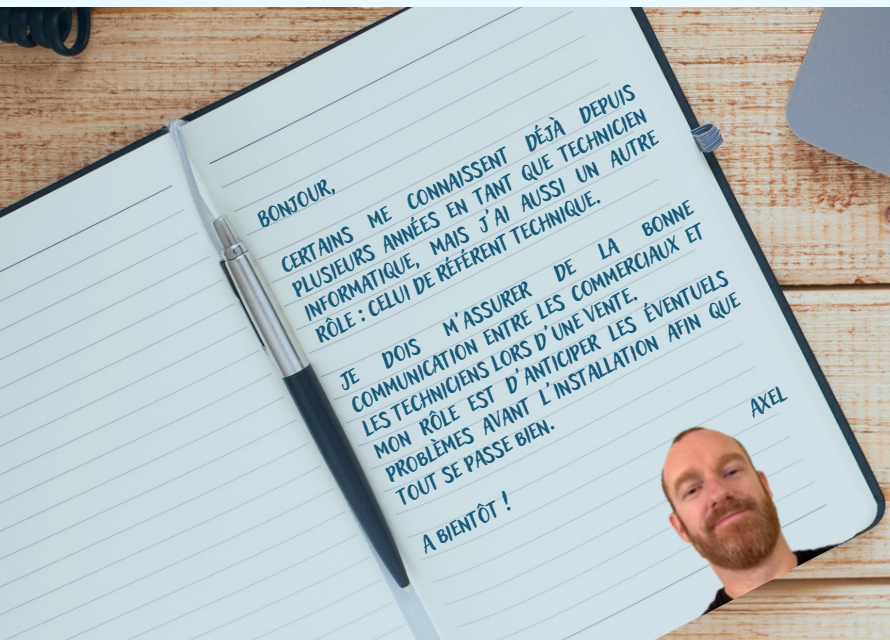 BONJOUR,
CERTAINS ME CONNAISSENT DÉJÀ DEPUIS
PLUSIEURS ANNÉES EN TANT QUE TECHNICIEN
INFORMATIQUE, MAIS J'AI AUSSI UN AUTRE
RÔLE : CELUI DE RÉFÉRENT TECHNIQUE.
JE DOIS M'ASSURER DE LA BONNE
COMMUNICATION ENTRE LES COMMERCIAUX ET
LES TECHNICIENS LORS D'UNE VENTE.
MON RÔLE EST D'ANTICIPER LES ÉVENTUELS
PROBLÈMES AVANT L'INSTALLATION AFIN QUE
TOUT SE PASSE BIEN.
AXEL
A BIENTÔT !